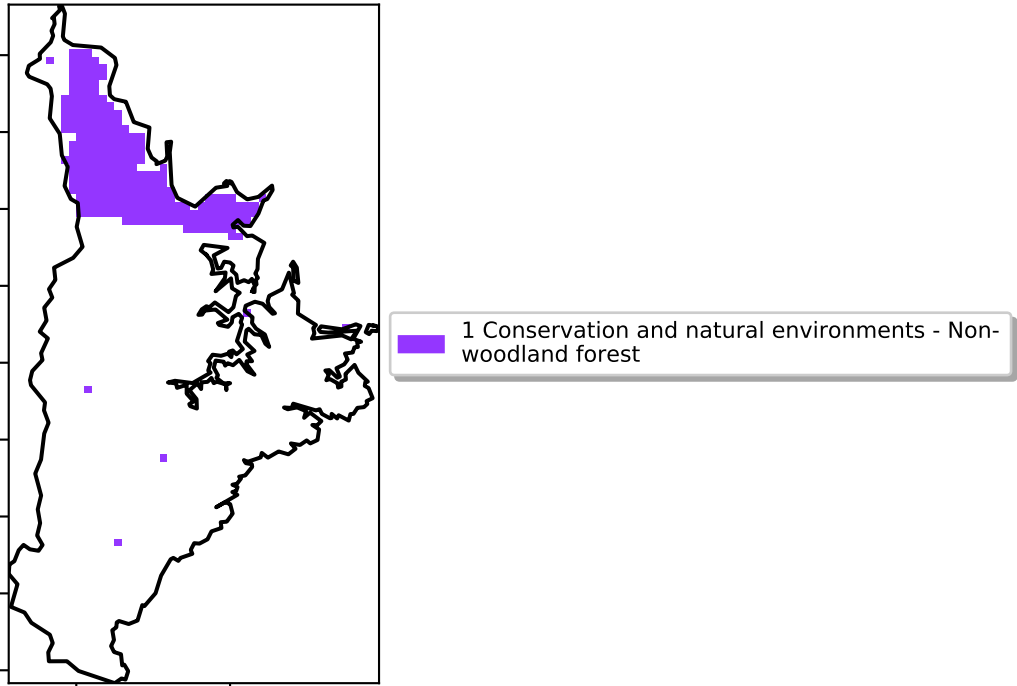 1 Conservation and natural environments - Non-
woodland forest